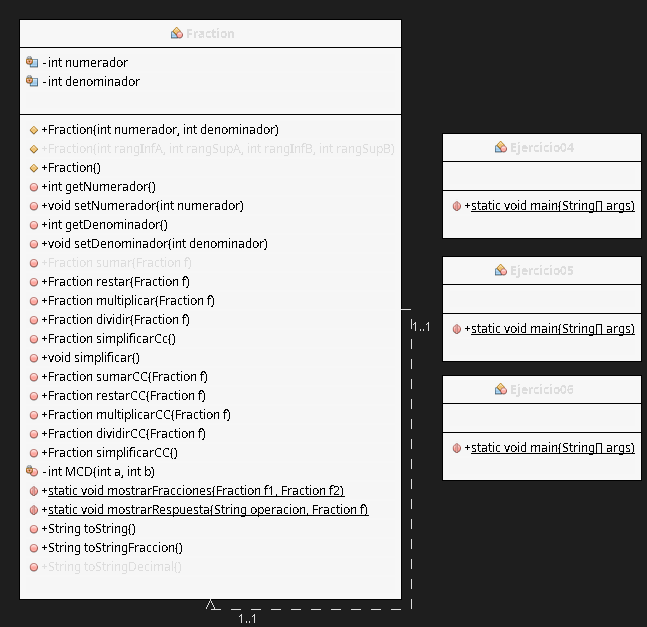 Fraction
-int numerador
-int denominador
+Fraction(int numerador, int denominador)
+Fraction(int rangInfA, int rangSupA, int rangInfB, int rangSupB)
+Fraction()
+int getNumerador()
+void setNumerador(int numerador)
+int getDenominador()
+void setDenominador(int denominador)
+Fraction sumar(Fraction f)
+Fraction restar(Fraction f)
+Fraction multiplicar(Fraction f)
+Fraction dividir(Fraction f)
+Fraction simplificarCc()
+void simplificar()
+Fraction sumarCC(Fraction f)
+Fraction restarCC(Fraction f)
+Fraction multiplicarCC(Fraction f)
+Fraction dividirCC(Fraction f)
+Fraction simplificarCC()
-int MCD(int a, int b)
+static void mostrarFracciones(Fraction f1, Fraction f2)
+static void mostrarRespuesta(String operacion, Fraction f)
+String toString()
+String toStringFraccion()
+String toStringDecimal()
1..1
1..1
Ejercicio04
+static void main(String[] args)
Ejercicio05
+static void main(String[] args)
Ejercicio06
+static void main(String[] args)